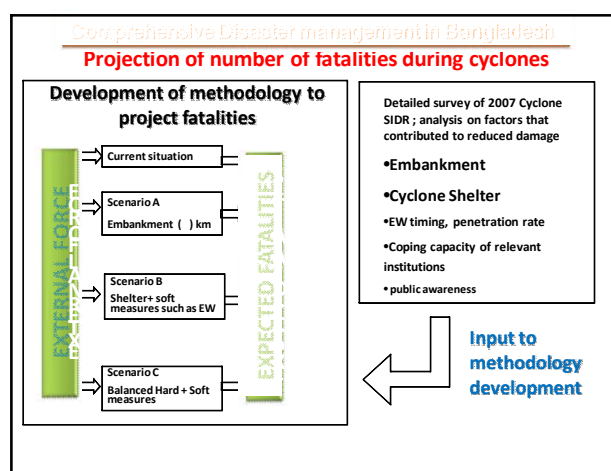 Comprehensive Disaster management in Bangladesh
Projection of number of fatalities during cyclones
Development of methodology to
project fatalities
EXTERNAL FORCE
Current situation
Scenario A
Embankment ( ) km
Scenario B
Shelter+ soft
measures such as EW
Scenario C
Balanced Hard + Soft
measures
EXPECTED FATALITIES
Detailed survey of 2007 Cyclone
SIDR ; analysis on factors that
contributed to reduced damage
•Embankment
•Cyclone Shelter
•EW timing, penetration rate
•Coping capacity of relevant
institutions
• public awareness
Input to
methodology
development